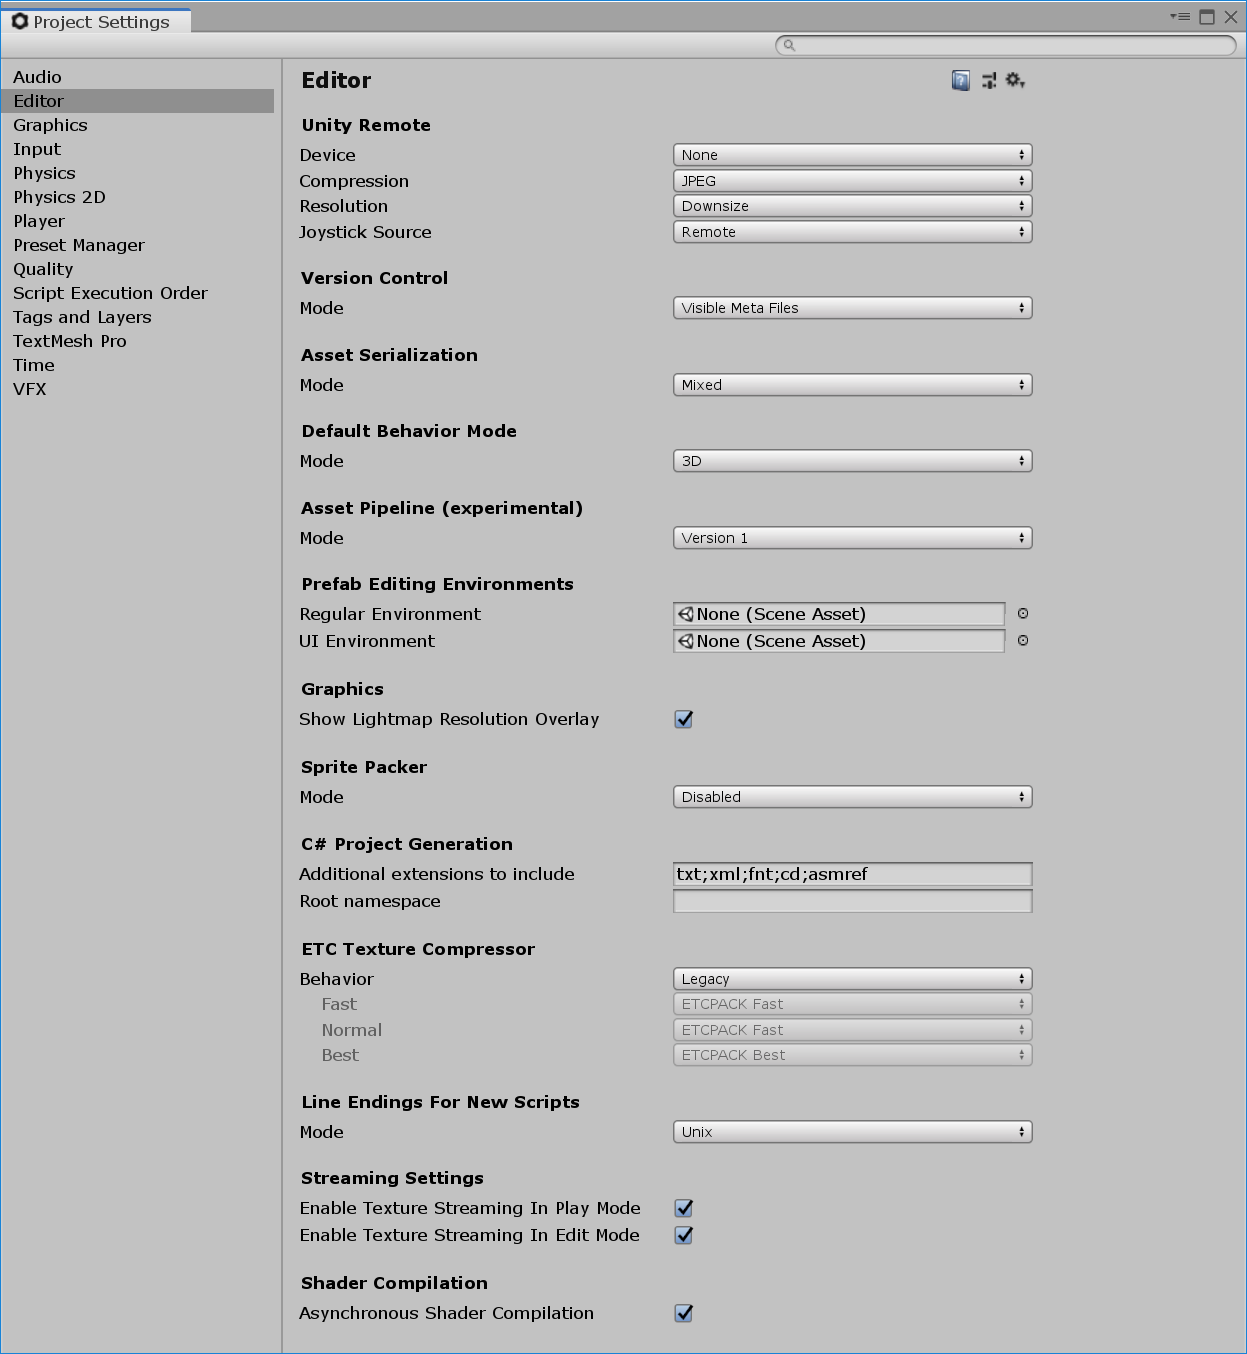 Project Settings
Audio
Editor
Graphics
Input
Physics
Physics 2D
Player
Preset Manager
Quality
Script Execution Order
Tags and Layers
TextMesh Pro
Time
VFX
Editor
Unity Remote
Device None
Compression JPEG
Resolution Downsize
Joystick Source Remote
Version Control
Mode Visible Meta Files
Asset Serialization
Mode Mixed
Default Behavior Mode
Mode 3D
Asset Pipeline (experimental)
Mode Version 1
Prefab Editing Environments
Regular Environment None (Scene Asset)
UI Environment None (Scene Asset)
Graphics
Show Lightmap Resolution Overlay
Sprite Packer
Mode Disabled
C# Project Generation
Additional extensions to include txt;xml;fnt;cd;asmref
Root namespace
ETC Texture Compressor
Behavior Legacy
Fast ETCPACK Fast
Normal ETCPACK Fast
Best ETCPACK Best
Line Endings For New Scripts
Mode Unix
Streaming Settings
Enable Texture Streaming In Play Mode
Enable Texture Streaming In Edit Mode
Shader Compilation
Asynchronous Shader Compilation